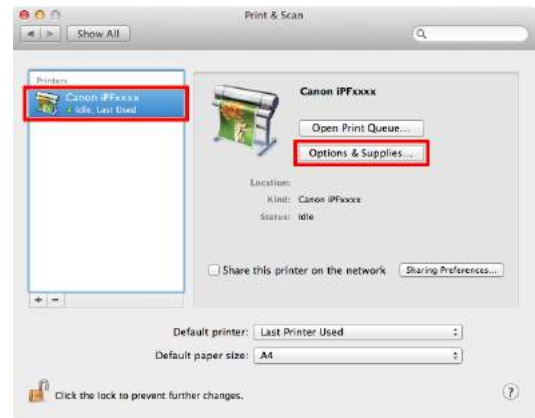 Print & Scan
Show All
Printers
Canon iPFxxxx
Idle, Last Used
Canon iPFxxxx
Open Print Queue...
Options & Supplies...
Location:
Kind: Canon iPFxxxx
Status: Idle
Share this printer on the network
Sharing Preferences...
+ -
Default printer: Last Printer Used
Default paper size: A4
Click the lock to prevent further changes.
?